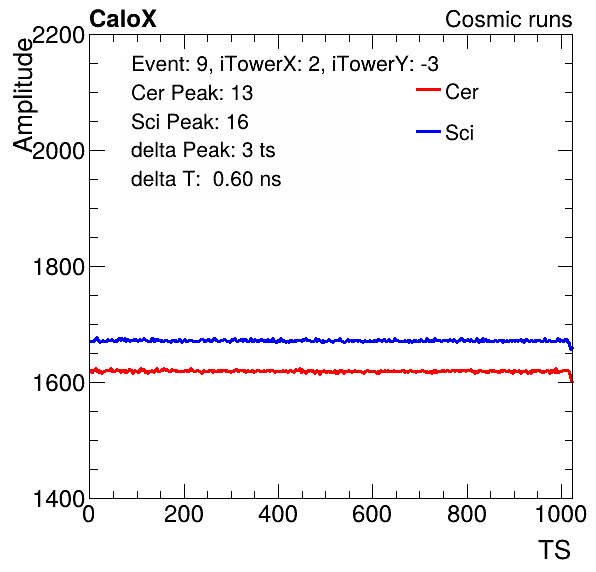 CaloX Cosmic runs
Amplitude
2200
2000
1800
1600
1400
Event: 9, iTowerX: 2, iTowerY: -3
Cer Peak: 13
Sci Peak: 16
delta Peak: 3 ts
delta T:  0.60 ns
Cer
Sci
0 200 400 600 800 1000
TS